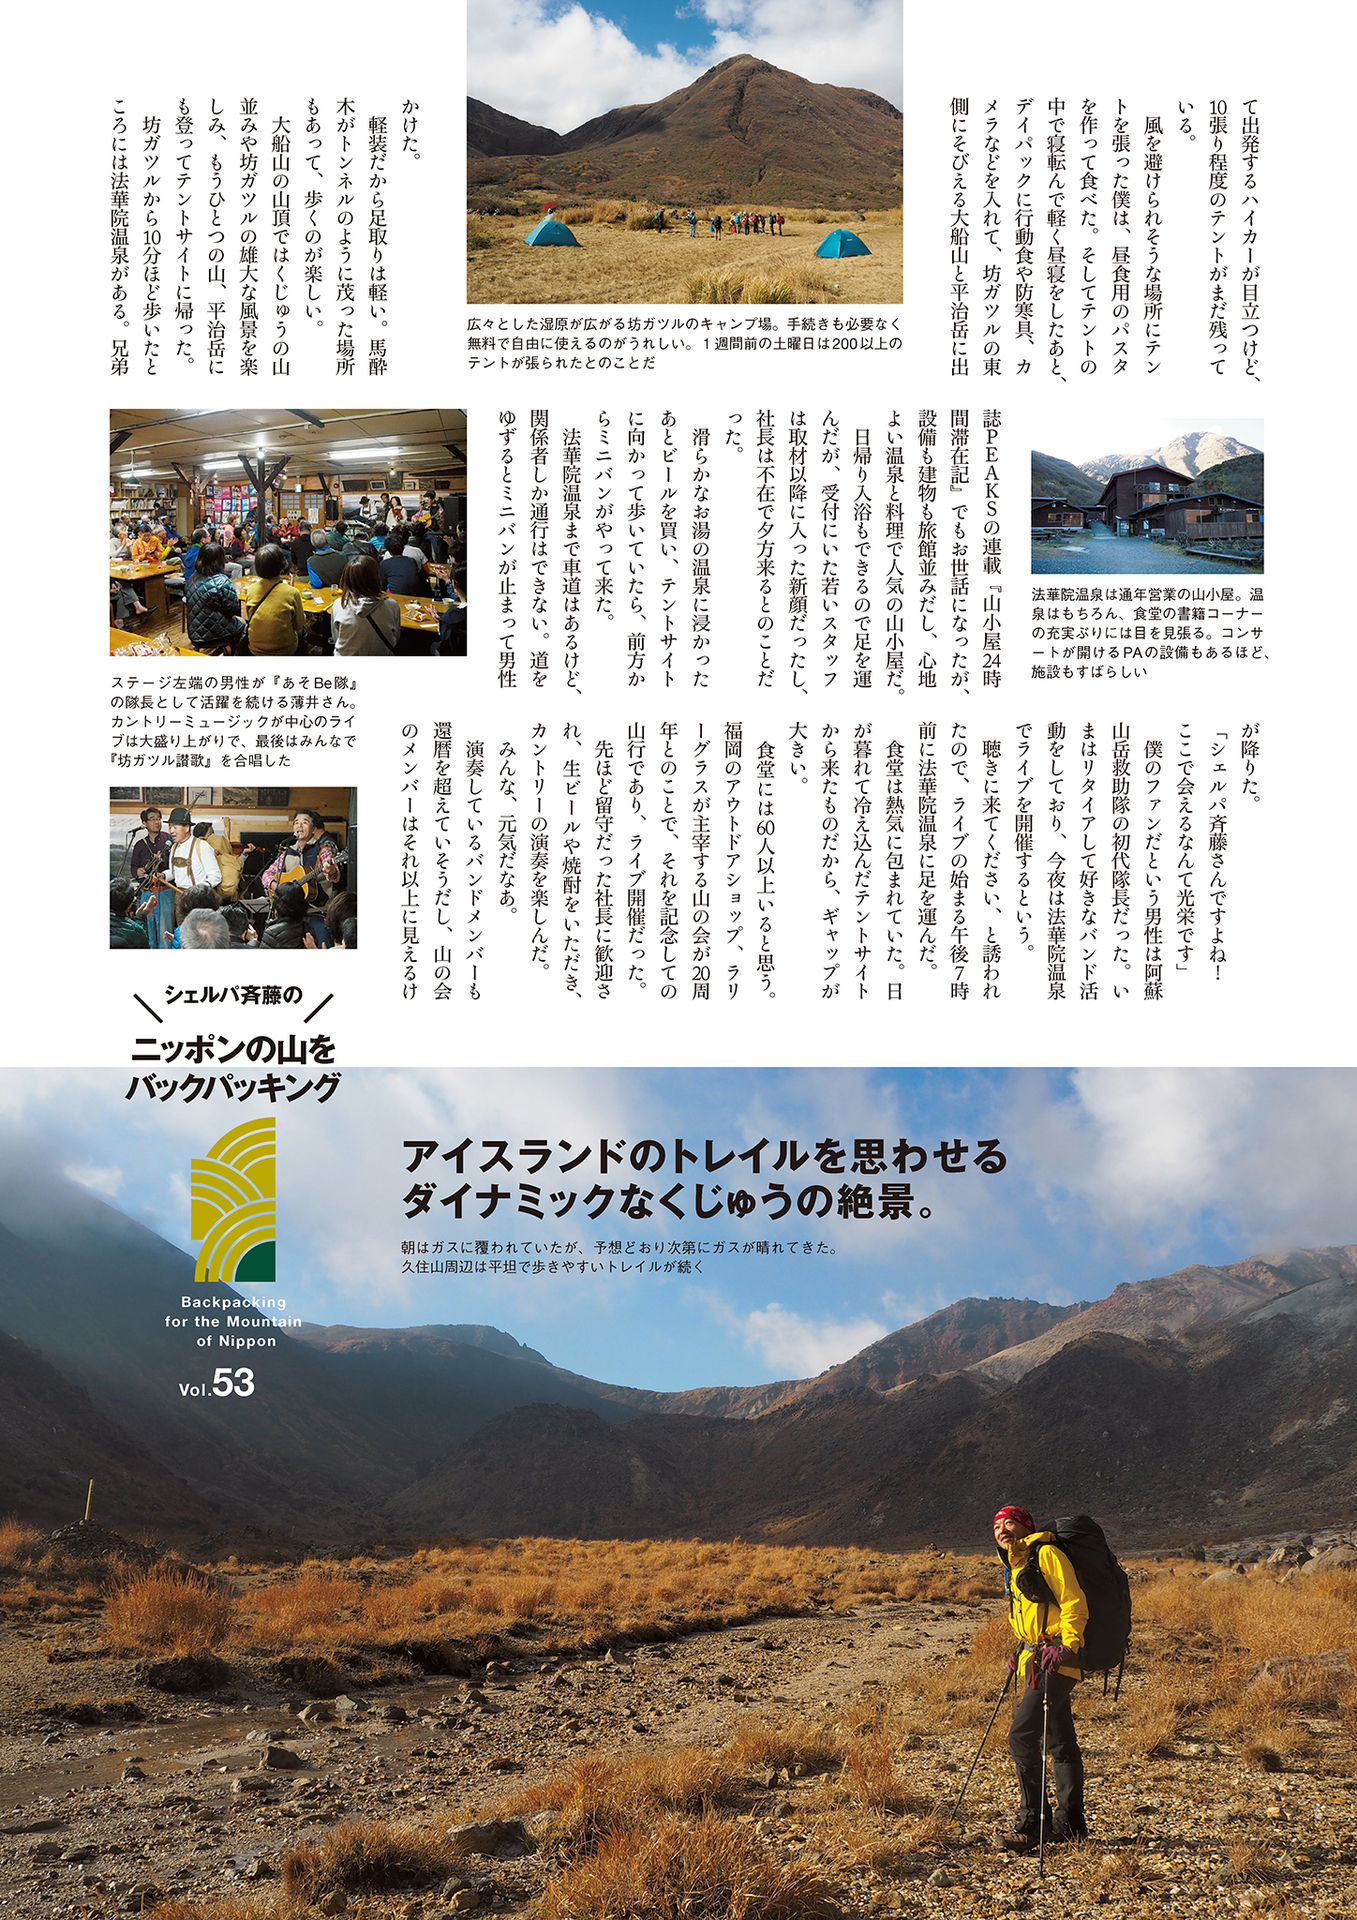 て出発するハイカーが目立つけど、
10張り程度のテントがまだ残って
いる。
風を避けられそうな場所にテン
トを張った僕は、昼食用のパスタ
を作って食べた。そしてテントの
中で寝転んで軽く昼寝をしたあと、
デイパックに行動食や防寒具、カ
メラなどを入れて、坊ガツルの東
側にそびえる大船山と平治岳に出
かけた。
軽装だから足取りは軽い。馬酔
木がトンネルのように茂った場所
もあって、歩くのが楽しい。
大船山の山頂ではくじゅうの山
並みや坊ガツルの雄大な風景を楽
しみ、もうひとつの山、平治岳に
も登ってテントサイトに帰った。
坊ガツルから10分ほど歩いたと
ころには法華院温泉がある。兄弟
広々とした湿原が広がる坊ガツルのキャンプ場。手続きも必要なく
無料で自由に使えるのがうれしい。1週間前の土曜日は200以上の
テントが張られたとのことだ
誌PEAKSの連載『山小屋24時
間滞在記』でもお世話になったが、
設備も建物も旅館並みだし、心地
よい温泉と料理で人気の山小屋だ。
日帰り入浴もできるので足を運
んだが、受付にいた若いスタッフ
は取材以降に入った新顔だったし、
社長は不在で夕方来るとのことだ
った。
滑らかなお湯の温泉に浸かった
あとビールを買い、テントサイト
に向かって歩いていたら、前方か
らミニバンがやって来た。
法華院温泉まで車道はあるけど、
関係者しか通行はできない。道を
ゆずるとミニバンが止まって男性
法華院温泉は通年営業の山小屋。温
泉はもちろん、食堂の書籍コーナー
の充実ぶりには目を見張る。コンサ
ートが開けるPAの設備もあるほど、
施設もすばらしい
ステージ左端の男性が『あそBe隊』
の隊長として活躍を続ける薄井さん。
カントリーミュージックが中心のライ
ブは大盛り上がりで、最後はみんなで
『坊ガツル讃歌』を合唱した
が降りた。
「シェルパ斉藤さんですよね！
ここで会えるなんて光栄です」
僕のファンだという男性は阿蘇
山岳救助隊の初代隊長だった。い
まはリタイアして好きなバンド活
動をしており、今夜は法華院温泉
でライブを開催するという。
聴きに来てください、と誘われ
たので、ライブの始まる午後7時
前に法華院温泉に足を運んだ。
食堂は熱気に包まれていた。日
が暮れて冷え込んだテントサイト
から来たものだから、ギャップが
大きい。
食堂には60人以上いると思う。
福岡のアウトドアショップ、ラリ
ーグラスが主宰する山の会が20周
年とのことで、それを記念しての
山行であり、ライブ開催だった。
先ほど留守だった社長に歓迎さ
れ、生ビールや焼酎をいただき、
カントリーの演奏を楽しんだ。
みんな、元気だなあ。
演奏しているバンドメンバーも
還暦を超えていそうだし、山の会
のメンバーはそれ以上に見えるけ
シェルパ斉藤の
ニッポンの山を
バックパッキング
Backpacking
for the Mountain
of Nippon
Vol.53
アイスランドのトレイルを思わせる
ダイナミックなくじゅうの絶景。
朝はガスに覆われていたが、予想どおり次第にガスが晴れてきた。
久住山周辺は平坦で歩きやすいトレイルが続く